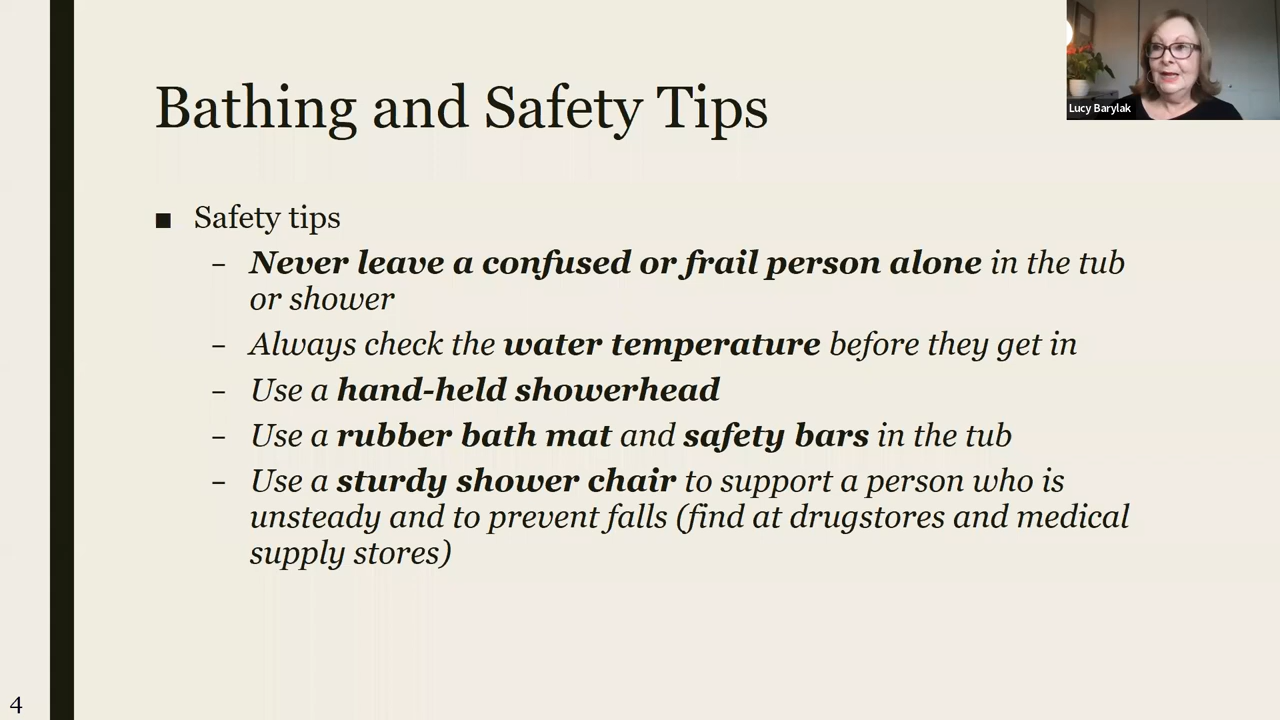 Lucy Barylak
Bathing and Safety Tips
■ Safety tips
– Never leave a confused or frail person alone in the tub
or shower
– Always check the water temperature before they get in
– Use a hand-held showerhead
– Use a rubber bath mat and safety bars in the tub
– Use a sturdy shower chair to support a person who is
unsteady and to prevent falls (find at drugstores and medical
supply stores)
4